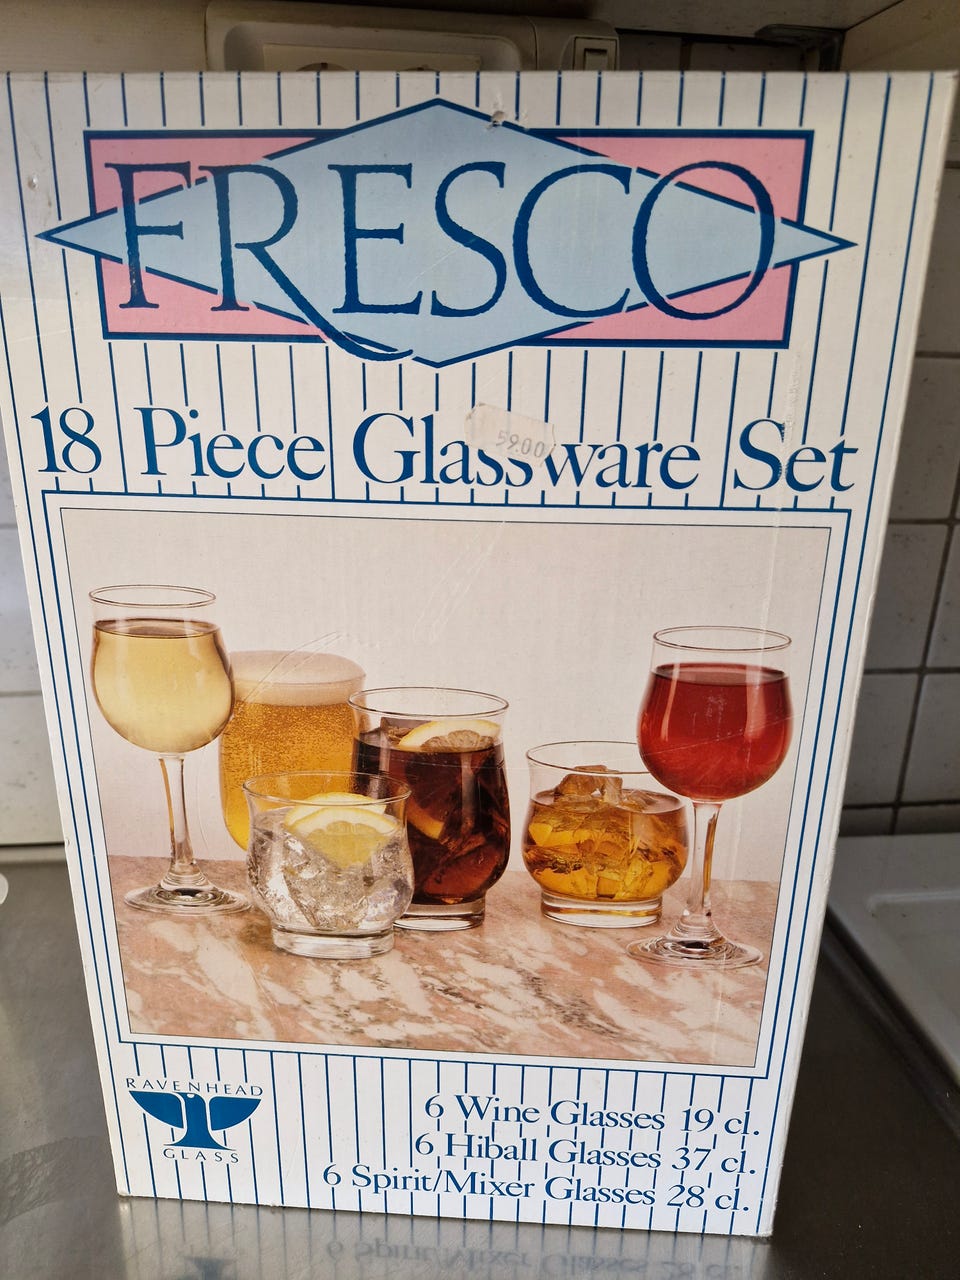 FRESCO
18 Piece Glassware Set
59.00
RAVENHEAD
GLASS
6 Wine Glasses 19 cl.
6 Hiball Glasses 37 cl.
6 Spirit/Mixer Glasses 28 cl.